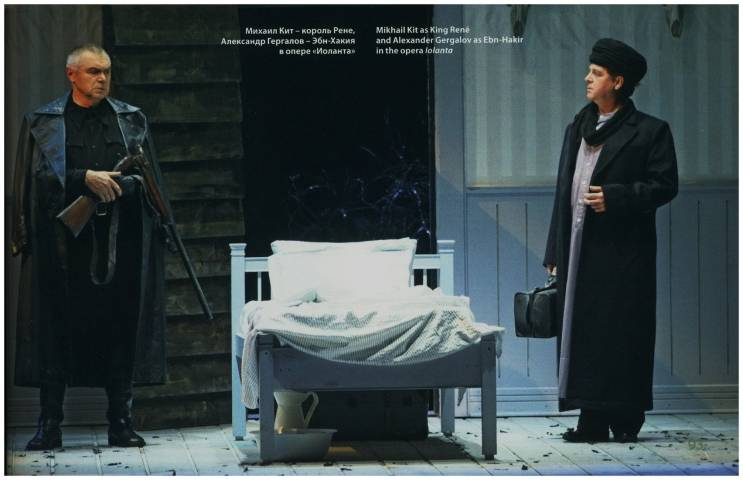 Михаил Кит – король Рене,
Александр Гергалов – Эбн-Хакия
в опере «Иоланта»
Mikhail Kit as King René
and Alexander Gergalov as Ebn-Hakir
in the opera Iolanta